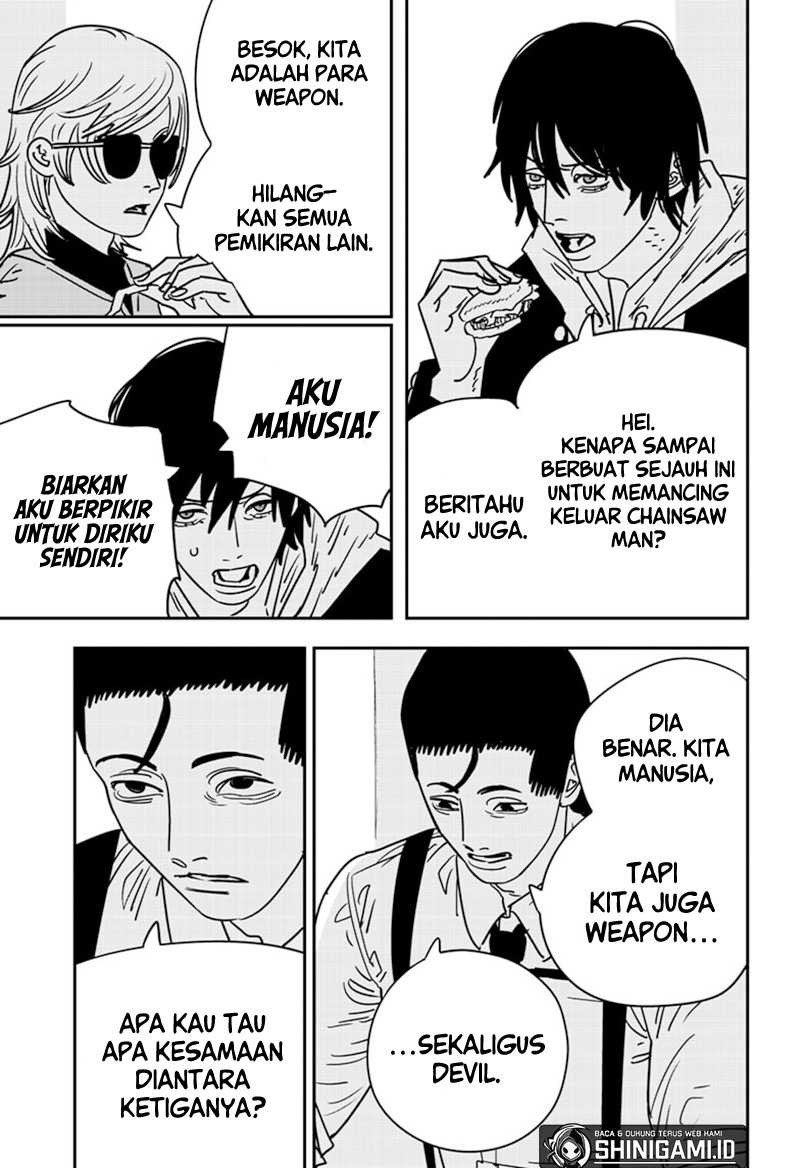 HEI.
KENAPA SAMPAI
BERBUAT SEJAUH INI
UNTUK MEMANCING
KELUAR CHAINSAW
MAN?
BERITAHU
AKU JUGA.
BESOK, KITA
ADALAH PARA
WEAPON.
HILANG-
KAN SEMUA
PEMIKIRAN LAIN.
AKU
MANUSIA!
BIARKAN
AKU BERPIKIR
UNTUK DIRIKU
SENDIRI!
DIA
BENAR. KITA
MANUSIA,
TAPI
KITA JUGA
WEAPON...
...SEKALIGUS
DEVIL.
APA KAU TAU
APA KESAMAAN
DIANTARA
KETIGANYA?
BACA & DUKUNG TERUS WEB KAMI
SHINIGAMI.ID